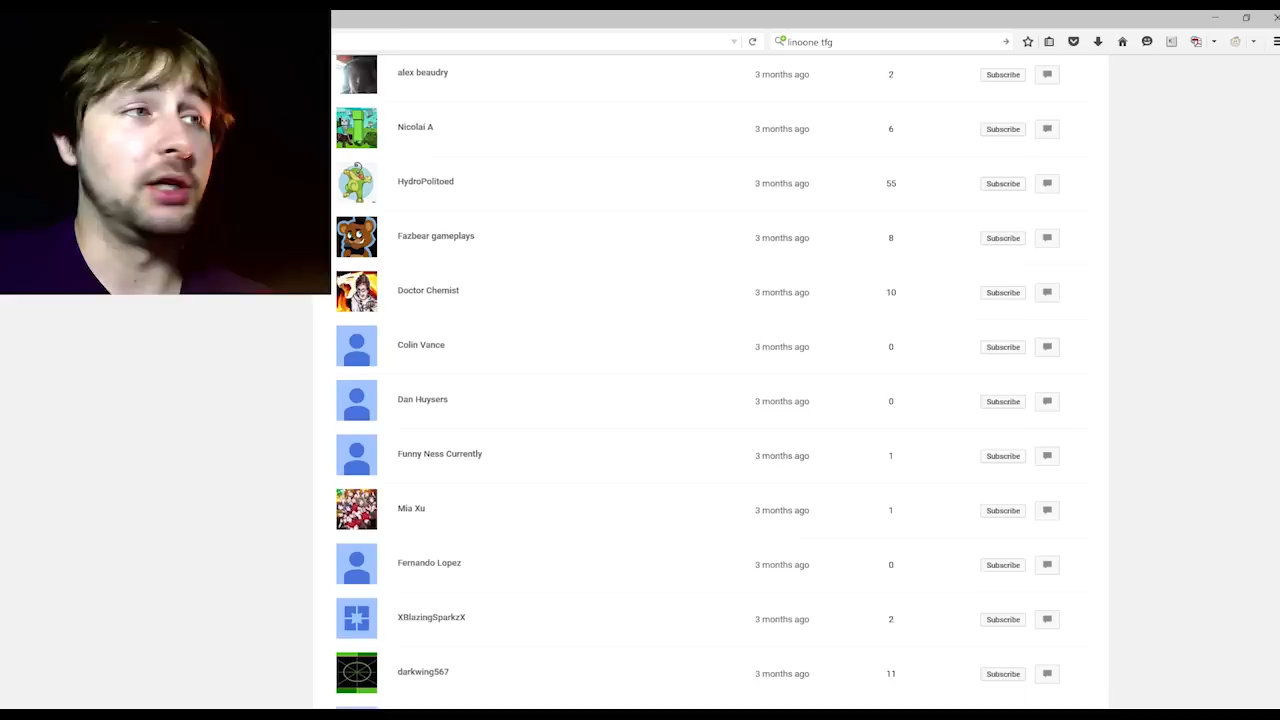 linoone tfg
alex beaudry 3 months ago 2 Subscribe
Nicolai A 3 months ago 6 Subscribe
HydroPolitoed 3 months ago 55 Subscribe
Fazbear gameplays 3 months ago 8 Subscribe
Doctor Chemist 3 months ago 10 Subscribe
Colin Vance 3 months ago 0 Subscribe
Dan Huysers 3 months ago 0 Subscribe
Funny Ness Currently 3 months ago 1 Subscribe
Mia Xu 3 months ago 1 Subscribe
Fernando Lopez 3 months ago 0 Subscribe
XBlazingSparkzX 3 months ago 2 Subscribe
darkwing567 3 months ago 11 Subscribe